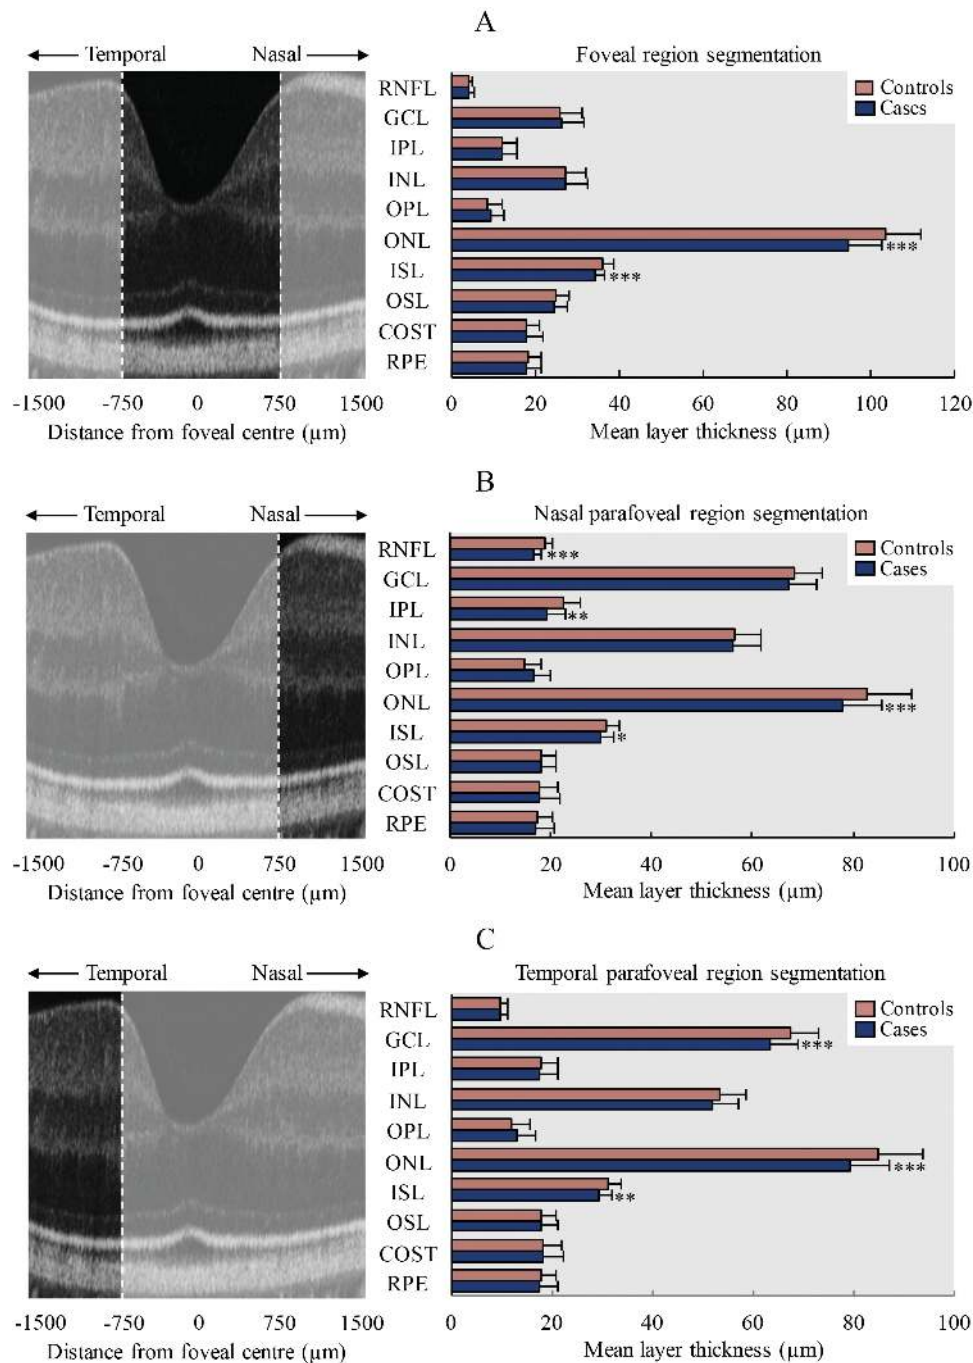 A
Temporal Nasal
Foveal region segmentation
Controls
Cases
RNFL
GCL
IPL
INL
OPL
ONL
***
ISL
***
OSL
COST
RPE
-1500 -750 0 750 1500
0 20 40 60 80 100 120
Distance from foveal centre (µm)
Mean layer thickness (µm)
B
Temporal Nasal
Nasal parafoveal region segmentation
Controls
Cases
RNFL
***
GCL
IPL
**
INL
OPL
ONL
***
ISL
*
OSL
COST
RPE
-1500 -750 0 750 1500
0 20 40 60 80 100
Distance from foveal centre (µm)
Mean layer thickness (µm)
C
Temporal Nasal
Temporal parafoveal region segmentation
Controls
Cases
RNFL
GCL
***
IPL
INL
OPL
ONL
***
ISL
**
OSL
COST
RPE
-1500 -750 0 750 1500
0 20 40 60 80 100
Distance from foveal centre (µm)
Mean layer thickness (µm)